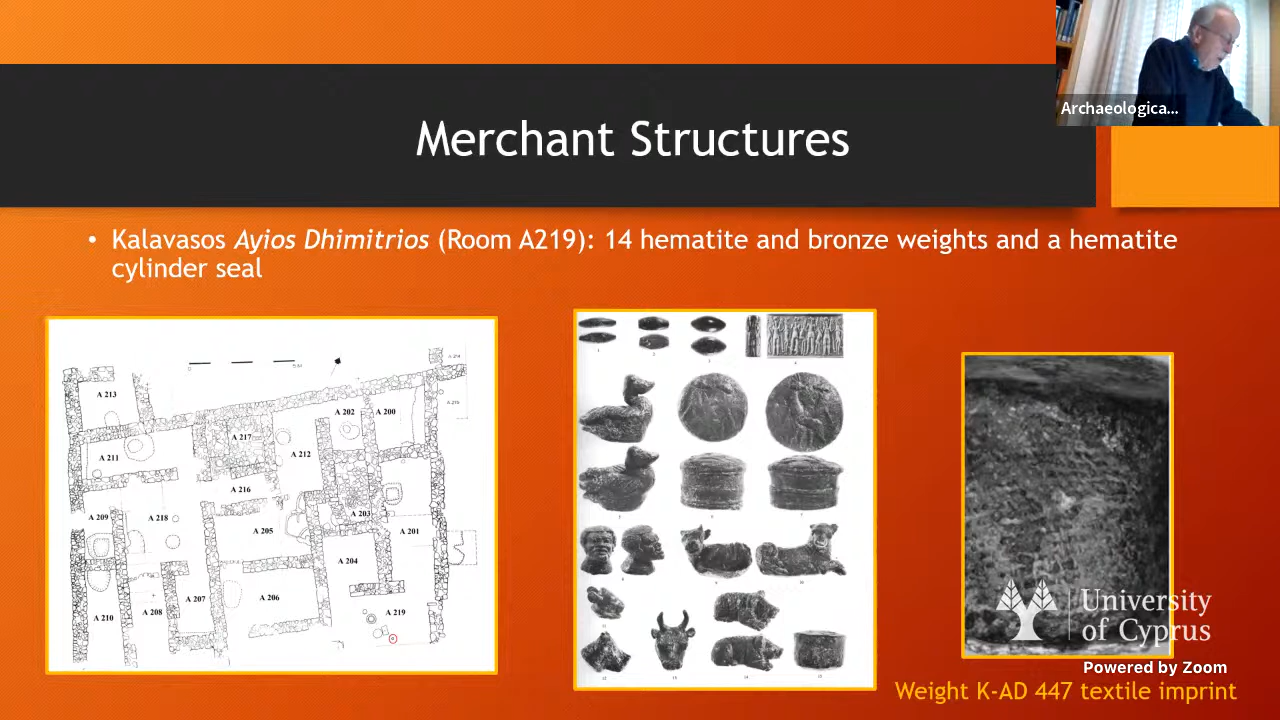 Archaeologica...
Merchant Structures
• Kalavasos Ayios Dhimitrios (Room A219): 14 hematite and bronze weights and a hematite
cylinder seal
A 213
A 202
A 200
A 217
A 211
A 212
A 216
A 209
A 218
A 203
A 205
A 201
A 204
A 207
A 206
A 208
A 210
A 219
University
of Cyprus
Powered by Zoom
Weight K-AD 447 textile imprint